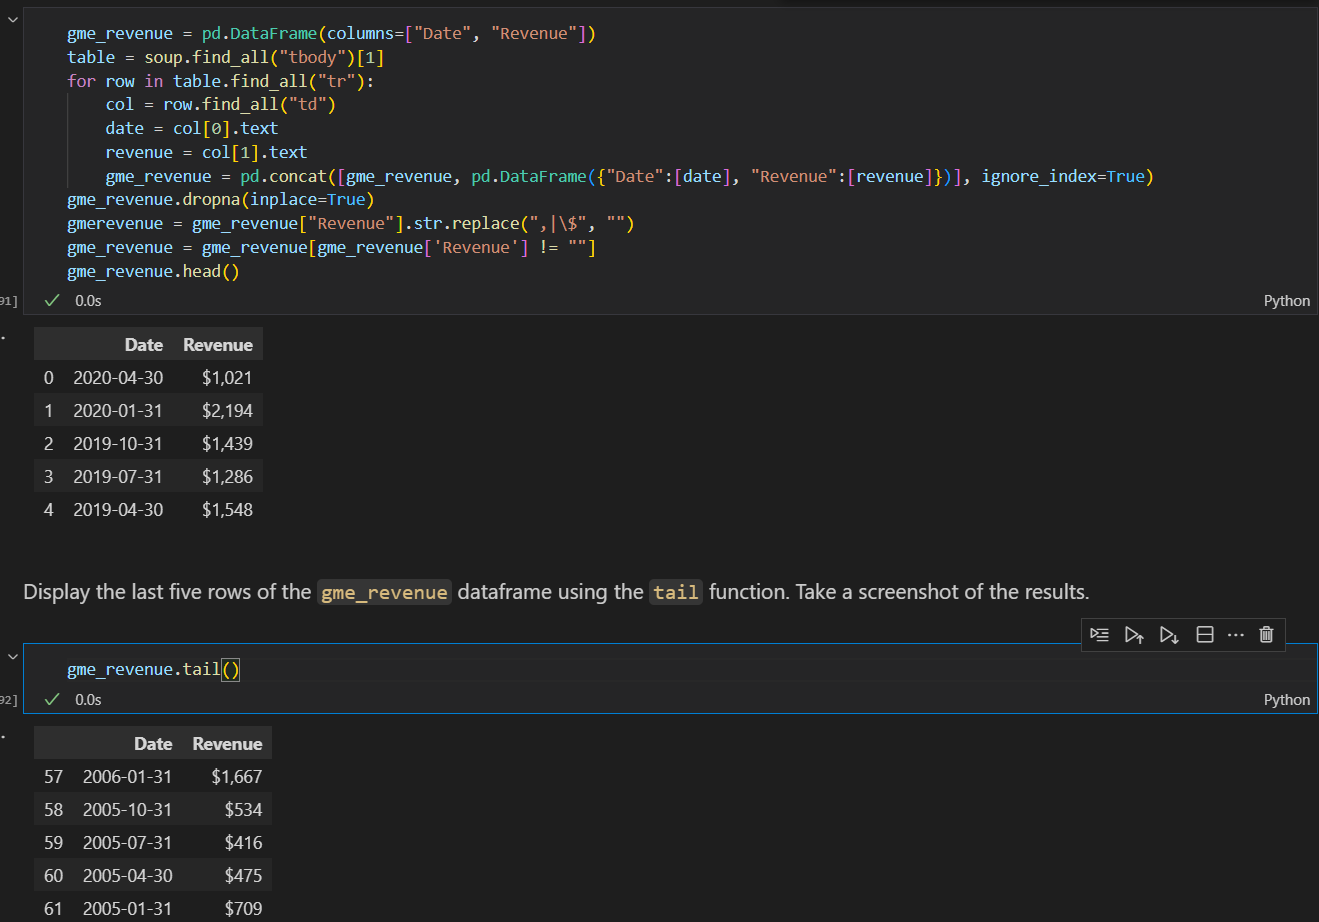 gme_revenue = pd.DataFrame(columns=["Date", "Revenue"])
table = soup.find_all("tbody")[1]
for row in table.find_all("tr"):
    col = row.find_all("td")
    date = col[0].text
    revenue = col[1].text
    gme_revenue = pd.concat([gme_revenue, pd.DataFrame({"Date":[date], "Revenue":[revenue]})], ignore_index=True)
gme_revenue.dropna(inplace=True)
gmerevenue = gme_revenue["Revenue"].str.replace(",|\$", "")
gme_revenue = gme_revenue[gme_revenue['Revenue'] != ""]
gme_revenue.head()
91] 0.0s Python
Date Revenue
0 2020-04-30 $1,021
1 2020-01-31 $2,194
2 2019-10-31 $1,439
3 2019-07-31 $1,286
4 2019-04-30 $1,548
Display the last five rows of the gme_revenue dataframe using the tail function. Take a screenshot of the results.
gme_revenue.tail()
92] 0.0s Python
Date Revenue
57 2006-01-31 $1,667
58 2005-10-31 $534
59 2005-07-31 $416
60 2005-04-30 $475
61 2005-01-31 $709